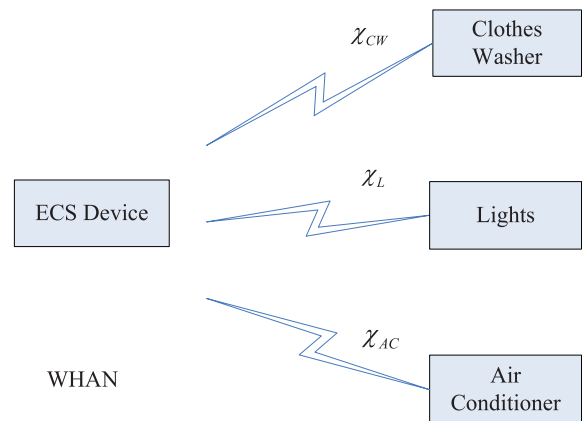 χCW
Clothes
Washer
ECS Device
χL
Lights
χAC
WHAN
Air
Conditioner